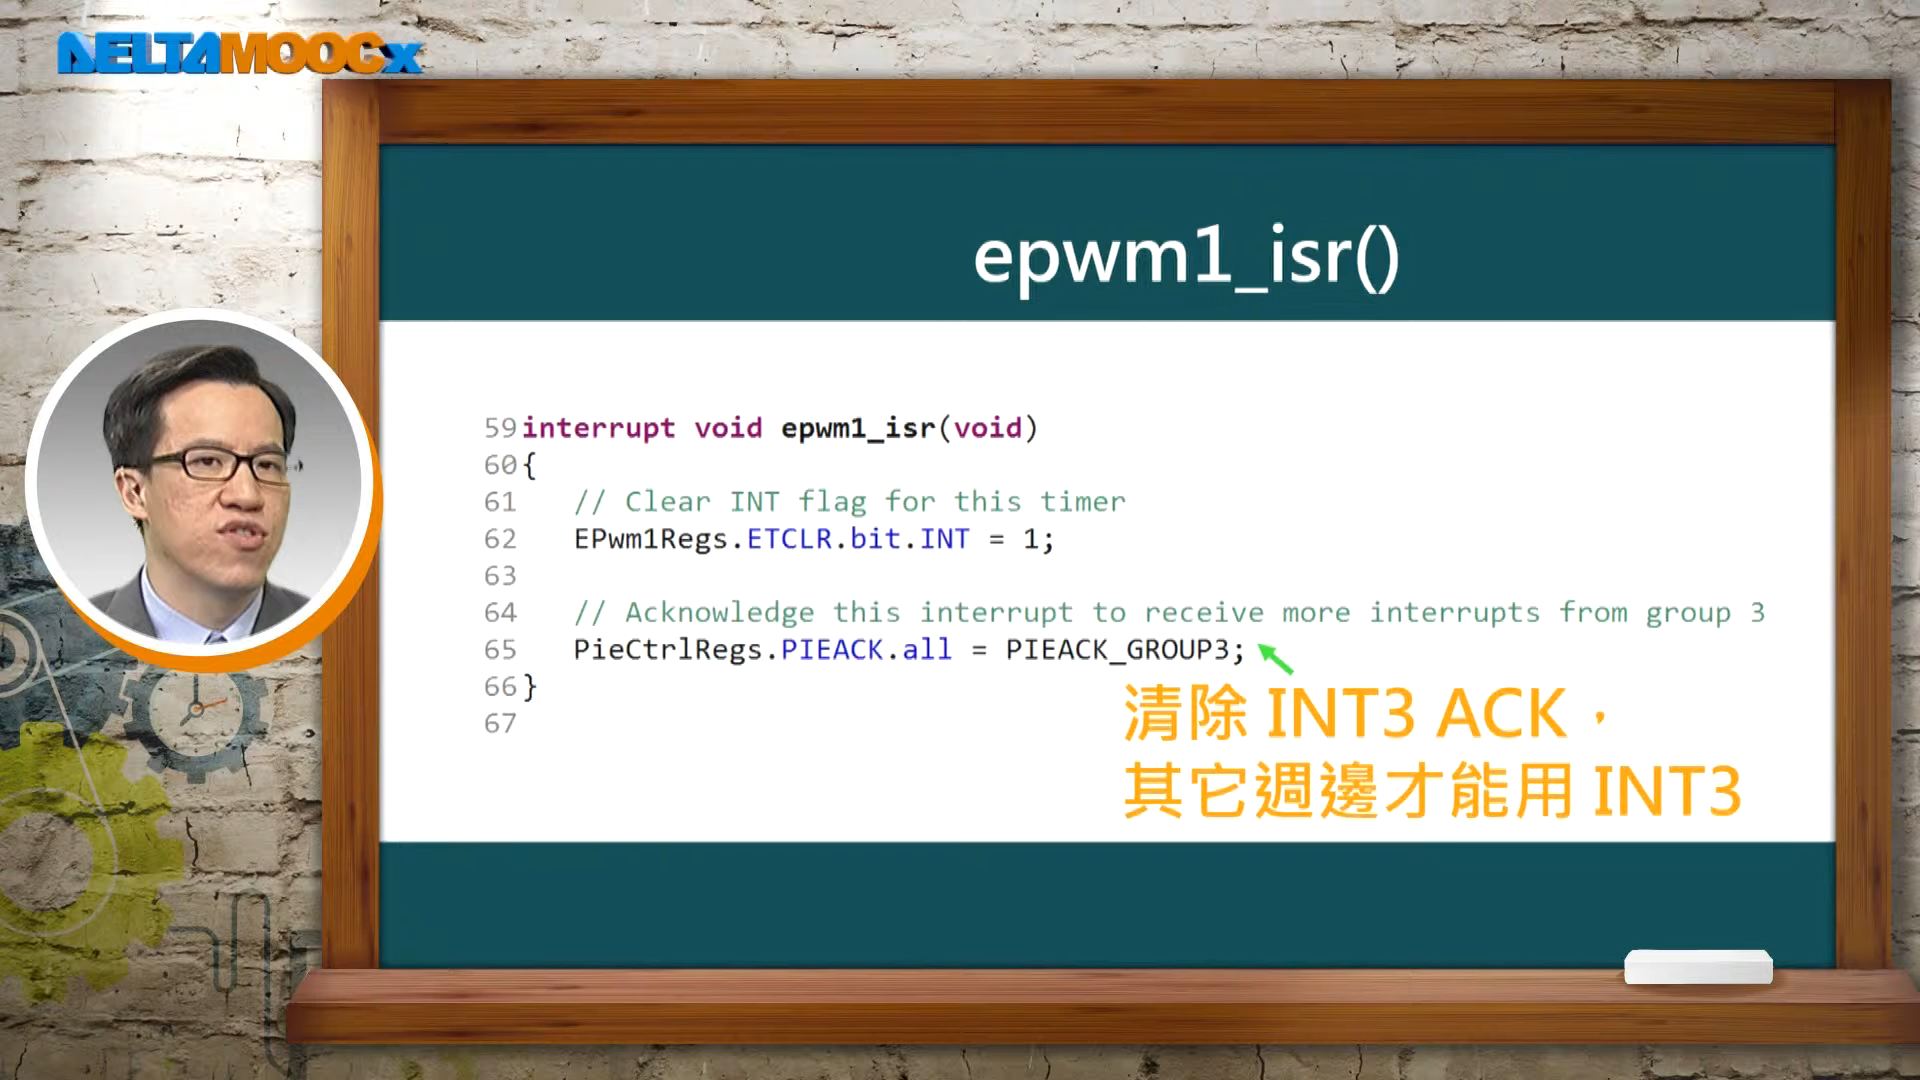 DELTAMOOCx
epwm1_isr()
59 interrupt void epwm1_isr(void)
60 {
61 // Clear INT flag for this timer
62 EPwm1Regs.ETCLR.bit.INT = 1;
63
64 // Acknowledge this interrupt to receive more interrupts from group 3
65 PieCtrlRegs.PIEACK.all = PIEACK_GROUP3;
66 }
67
清除 INT3 ACK，
其它週邊才能用 INT3